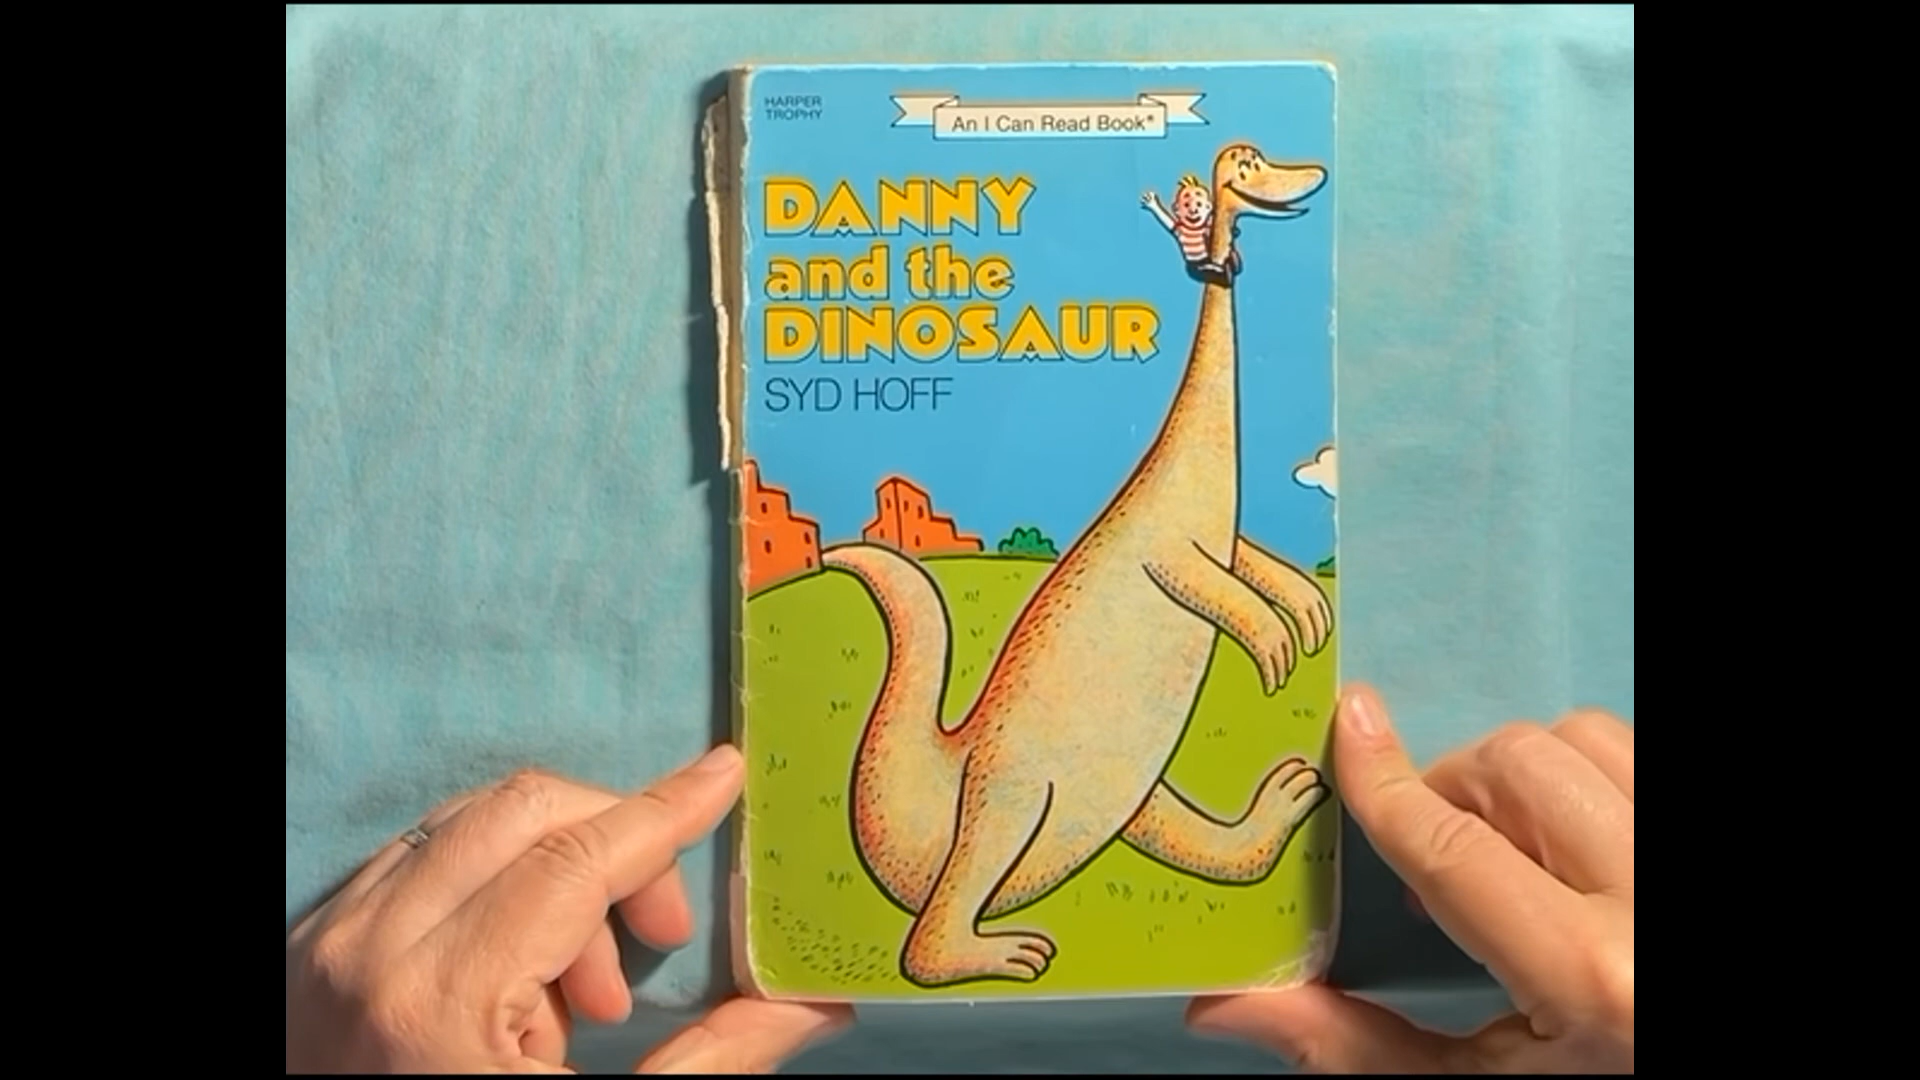 HARPER
TROPHY
An I Can Read Book®
DANNY
and the
DINOSAUR
SYD HOFF